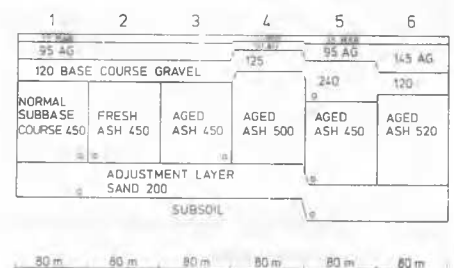 1 2 3 4 5 6
95 AG 95 AG 145 AG
125
120 BASE COURSE GRAVEL 240 120
NORMAL SUBBASE COURSE 450
FRESH ASH 450
AGED ASH 450
AGED ASH 500
AGED ASH 450
AGED ASH 520
ADJUSTMENT LAYER
SAND 200
SUBSOIL
80 m 80 m 80 m 80 m 80 m 80 m